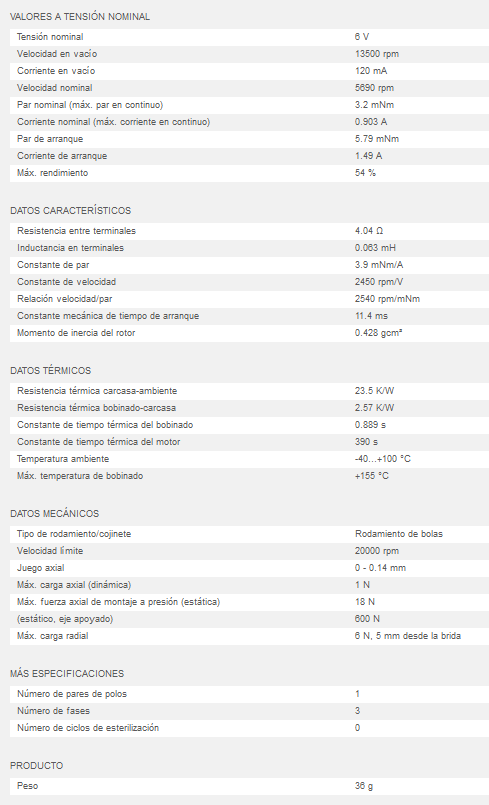 VALORES A TENSIÓN NOMINAL
Tensión nominal 6 V
Velocidad en vacío 13500 rpm
Corriente en vacío 120 mA
Velocidad nominal 5690 rpm
Par nominal (máx. par en continuo) 3.2 mNm
Corriente nominal (máx. corriente en continuo) 0.903 A
Par de arranque 5.79 mNm
Corriente de arranque 1.49 A
Máx. rendimiento 54 %
DATOS CARACTERÍSTICOS
Resistencia entre terminales 4.04 Ω
Inductancia en terminales 0.063 mH
Constante de par 3.9 mNm/A
Constante de velocidad 2450 rpm/V
Relación velocidad/par 2540 rpm/mNm
Constante mecánica de tiempo de arranque 11.4 ms
Momento de inercia del rotor 0.428 gcm²
DATOS TÉRMICOS
Resistencia térmica carcasa-ambiente 23.5 K/W
Resistencia térmica bobinado-carcasa 2.57 K/W
Constante de tiempo térmica del bobinado 0.889 s
Constante de tiempo térmica del motor 390 s
Temperatura ambiente -40...+100 °C
Máx. temperatura de bobinado +155 °C
DATOS MECÁNICOS
Tipo de rodamiento/cojinete Rodamiento de bolas
Velocidad límite 20000 rpm
Juego axial 0 - 0.14 mm
Máx. carga axial (dinámica) 1 N
Máx. fuerza axial de montaje a presión (estática) 18 N
(estático, eje apoyado) 600 N
Máx. carga radial 6 N, 5 mm desde la brida
MÁS ESPECIFICACIONES
Número de pares de polos 1
Número de fases 3
Número de ciclos de esterilización 0
PRODUCTO
Peso 36 g